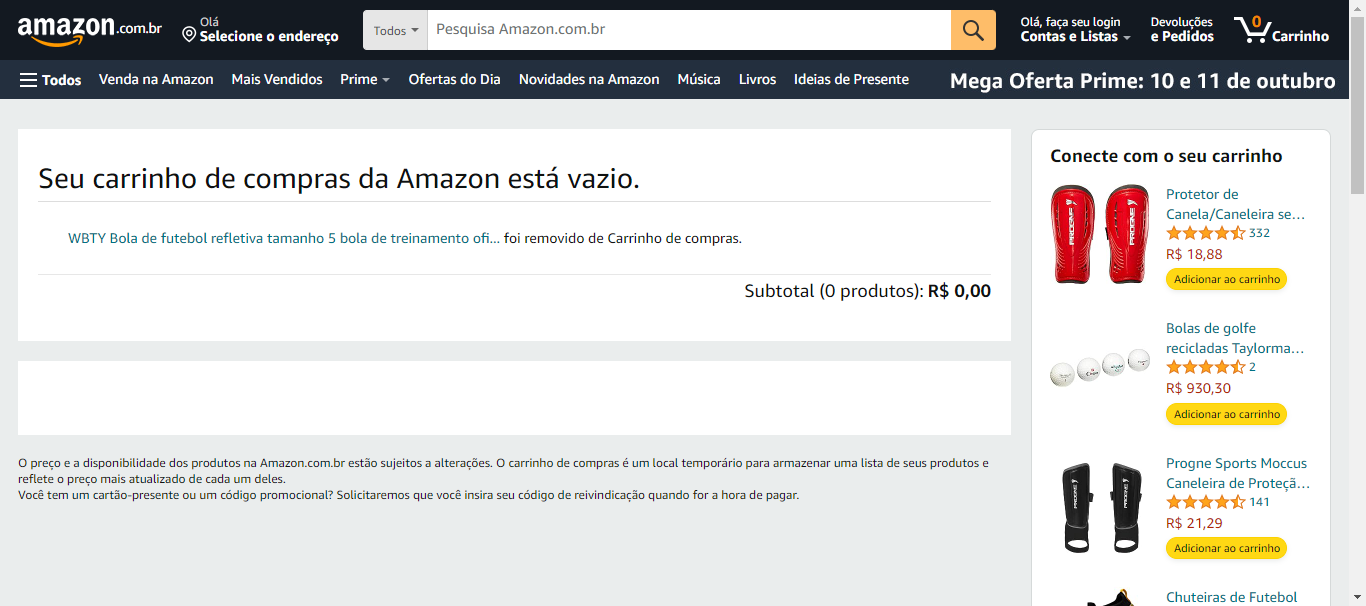 amazon.com.br
Olá
Selecione o endereço
Todos
Pesquisa Amazon.com.br
Olá, faça seu login
Contas e Listas
Devoluções
e Pedidos
0
Carrinho
Todos
Venda na Amazon
Mais Vendidos
Prime
Ofertas do Dia
Novidades na Amazon
Música
Livros
Ideias de Presente
Mega Oferta Prime: 10 e 11 de outubro
Seu carrinho de compras da Amazon está vazio.
WBTY Bola de futebol refletiva tamanho 5 bola de treinamento ofi... foi removido de Carrinho de compras.
Subtotal (0 produtos): R$ 0,00
O preço e a disponibilidade dos produtos na Amazon.com.br estão sujeitos a alterações. O carrinho de compras é um local temporário para armazenar uma lista de seus produtos e
reflete o preço mais atualizado de cada um deles.
Você tem um cartão-presente ou um código promocional? Solicitaremos que você insira seu código de reivindicação quando for a hora de pagar.
Conecte com o seu carrinho
PROGNE
PROGNE
Protetor de
Canela/Caneleira se...
332
R$ 18,88
Adicionar ao carrinho
Bolas de golfe
recicladas Taylorma...
2
R$ 930,30
Adicionar ao carrinho
PROGNE
PROGNE
Progne Sports Moccus
Caneleira de Proteçã...
141
R$ 21,29
Adicionar ao carrinho
Chuteiras de Futebol